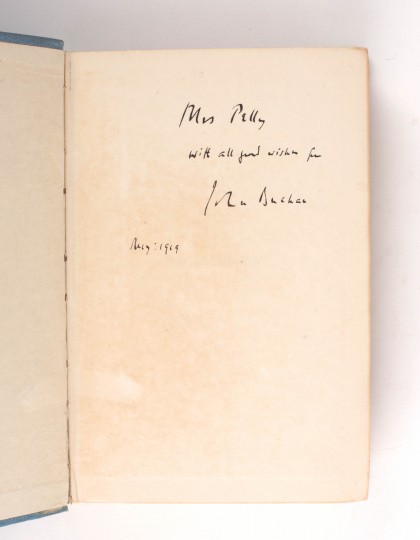 Mrs Pelly
with all good wishes from
John Buchan
May: 1919